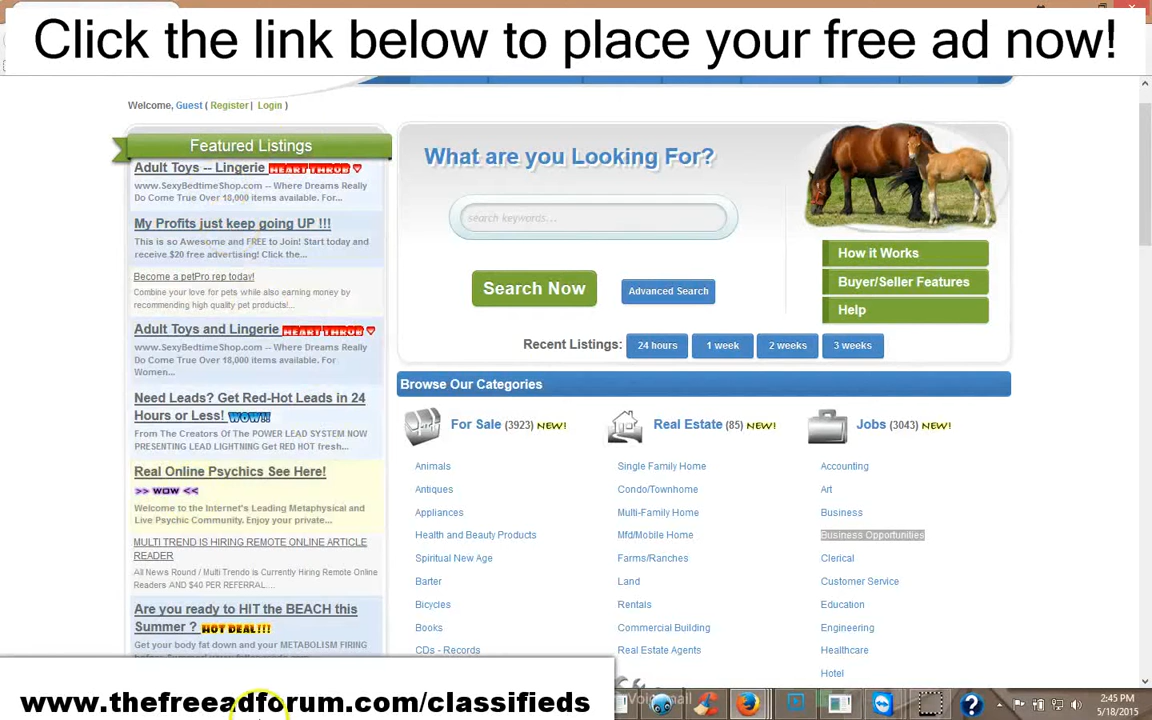 Click the link below to place your free ad now!
Welcome, Guest ( Register | Login )
Featured Listings
Adult Toys -- Lingerie HEART THROB
www.SexyBedtimeShop.com -- Where Dreams Really
Do Come True Over 18,000 items available. For...
My Profits just keep going UP !!!
This is so Awesome and FREE to Join! Start today and
receive $20 free advertising! Click the...
Become a petPro rep today!
Combine your love for pets while also earning money by
recommending high quality pet products!...
Adult Toys and Lingerie HEART THROB
www.SexyBedtimeShop.com -- Where Dreams Really
Do Come True Over 18,000 items available. For
Women...
Need Leads? Get Red-Hot Leads in 24
Hours or Less! WOW!!
From The Creators Of The POWER LEAD SYSTEM NOW
PRESENTING LEAD LIGHTNING Get RED HOT fresh...
Real Online Psychics See Here!
>> WOW <<
Welcome to the Internet's Leading Metaphysical and
Live Psychic Community. Enjoy your private...
MULTI TREND IS HIRING REMOTE ONLINE ARTICLE
READER
All News Round / Multi Trendo is Currently Hiring Remote Online
Readers AND $40 PER REFERRAL....
Are you ready to HIT the BEACH this
Summer ? HOT DEAL!!!
Get your body fat down and your METABOLISM FIRING
What are you Looking For?
search keywords...
Search Now
Advanced Search
How it Works
Buyer/Seller Features
Help
Recent Listings: 24 hours 1 week 2 weeks 3 weeks
Browse Our Categories
For Sale (3923) NEW!
Animals
Antiques
Appliances
Health and Beauty Products
Spiritual New Age
Barter
Bicycles
Books
CDs - Records
Real Estate (85) NEW!
Single Family Home
Condo/Townhome
Multi-Family Home
Mfd/Mobile Home
Farms/Ranches
Land
Rentals
Commercial Building
Real Estate Agents
Jobs (3043) NEW!
Accounting
Art
Business
Business Opportunities
Clerical
Customer Service
Education
Engineering
Healthcare
Hotel
www.thefreeadforum.com/classifieds
2:45 PM
5/18/2015